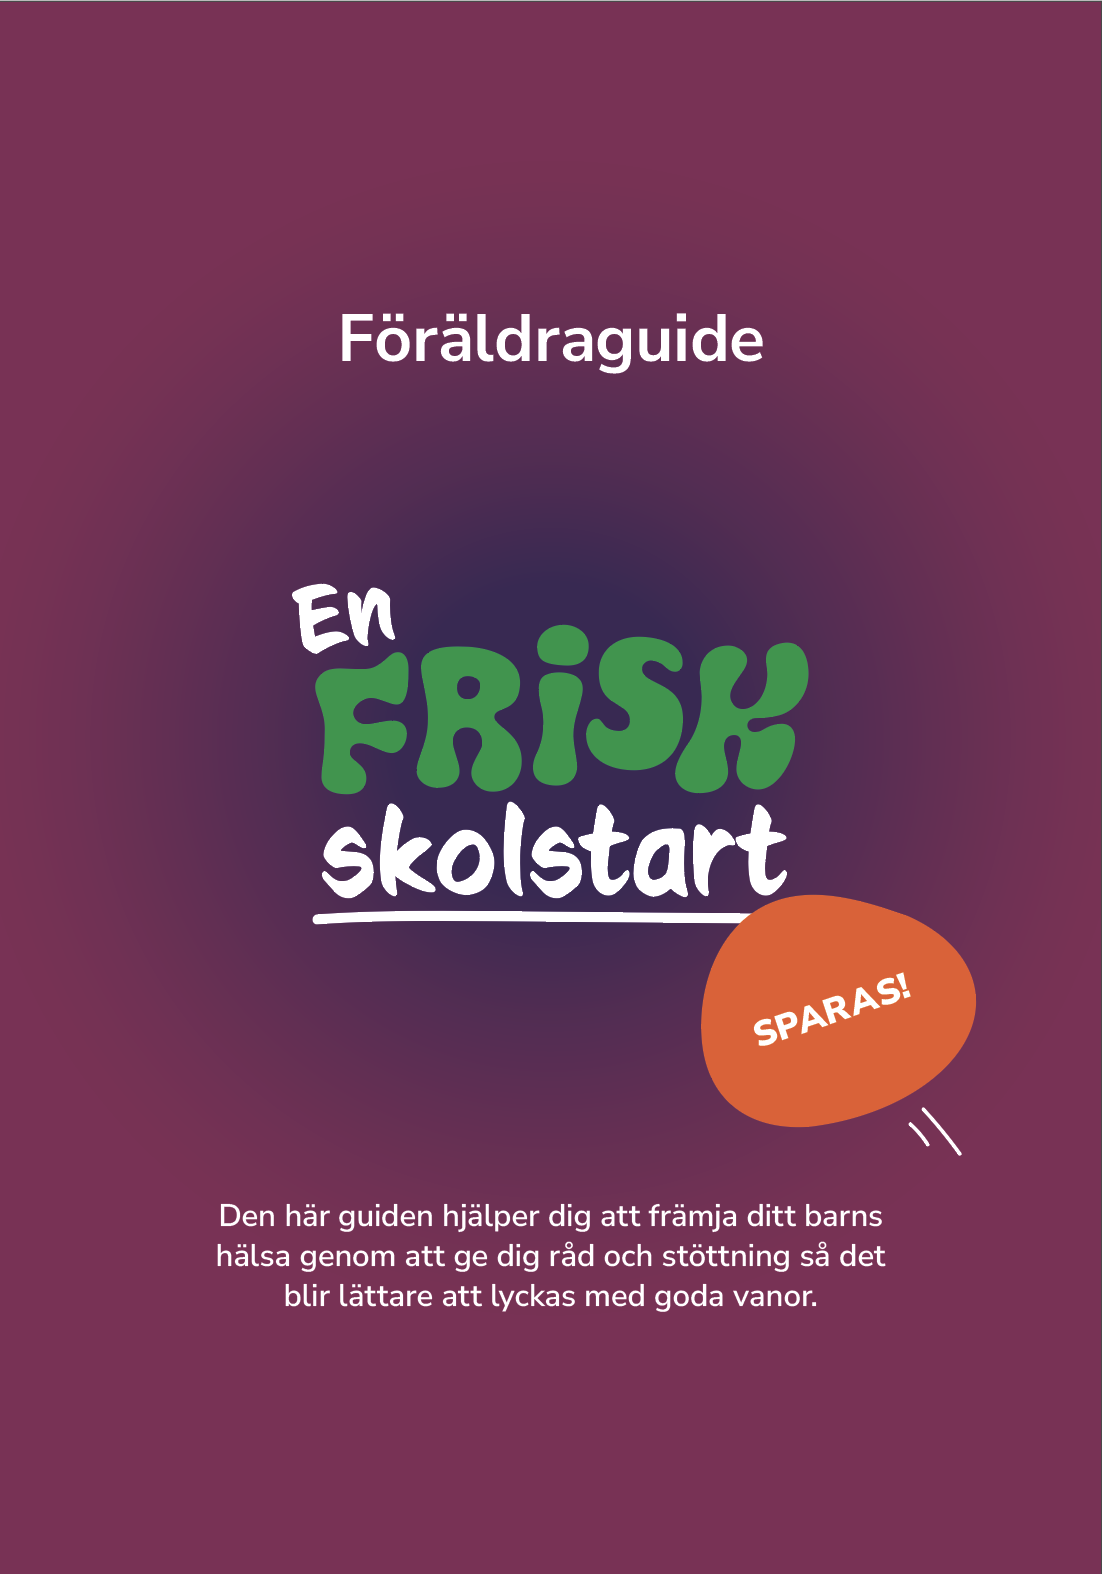 Föräldraguide
En
FRiSK
skolstart
SPARAS!
Den här guiden hjälper dig att främja ditt barns
hälsa genom att ge dig råd och stöttning så det
blir lättare att lyckas med goda vanor.